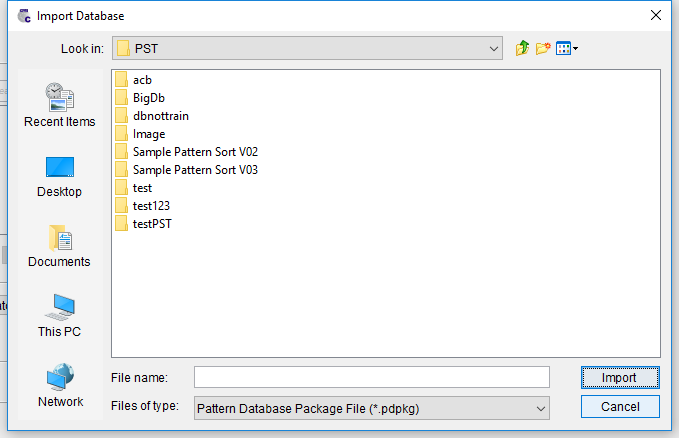 Import Database
Look in: PST
acb
BigDb
dbnottrain
Image
Sample Pattern Sort V02
Sample Pattern Sort V03
test
test123
testPST
Recent Items
Desktop
Documents
This PC
Network
File name:
Import
Files of type: Pattern Database Package File (*.pdpkg)
Cancel